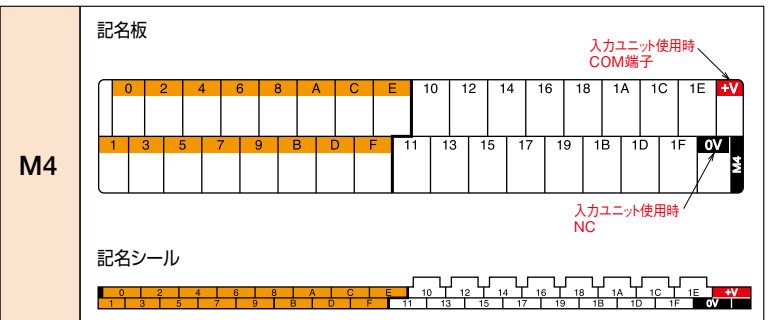 M4
記名板
入力ユニット使用時
COM端子
0 2 4 6 8 A C E 10 12 14 16 18 1A 1C 1E +V
1 3 5 7 9 B D F 11 13 15 17 19 1B 1D 1F 0V M4
入力ユニット使用時
NC
記名シール
0 2 4 6 8 A C E 10 12 14 16 18 1A 1C 1E +V
1 3 5 7 9 B D F 11 13 15 17 19 1B 1D 1F 0V